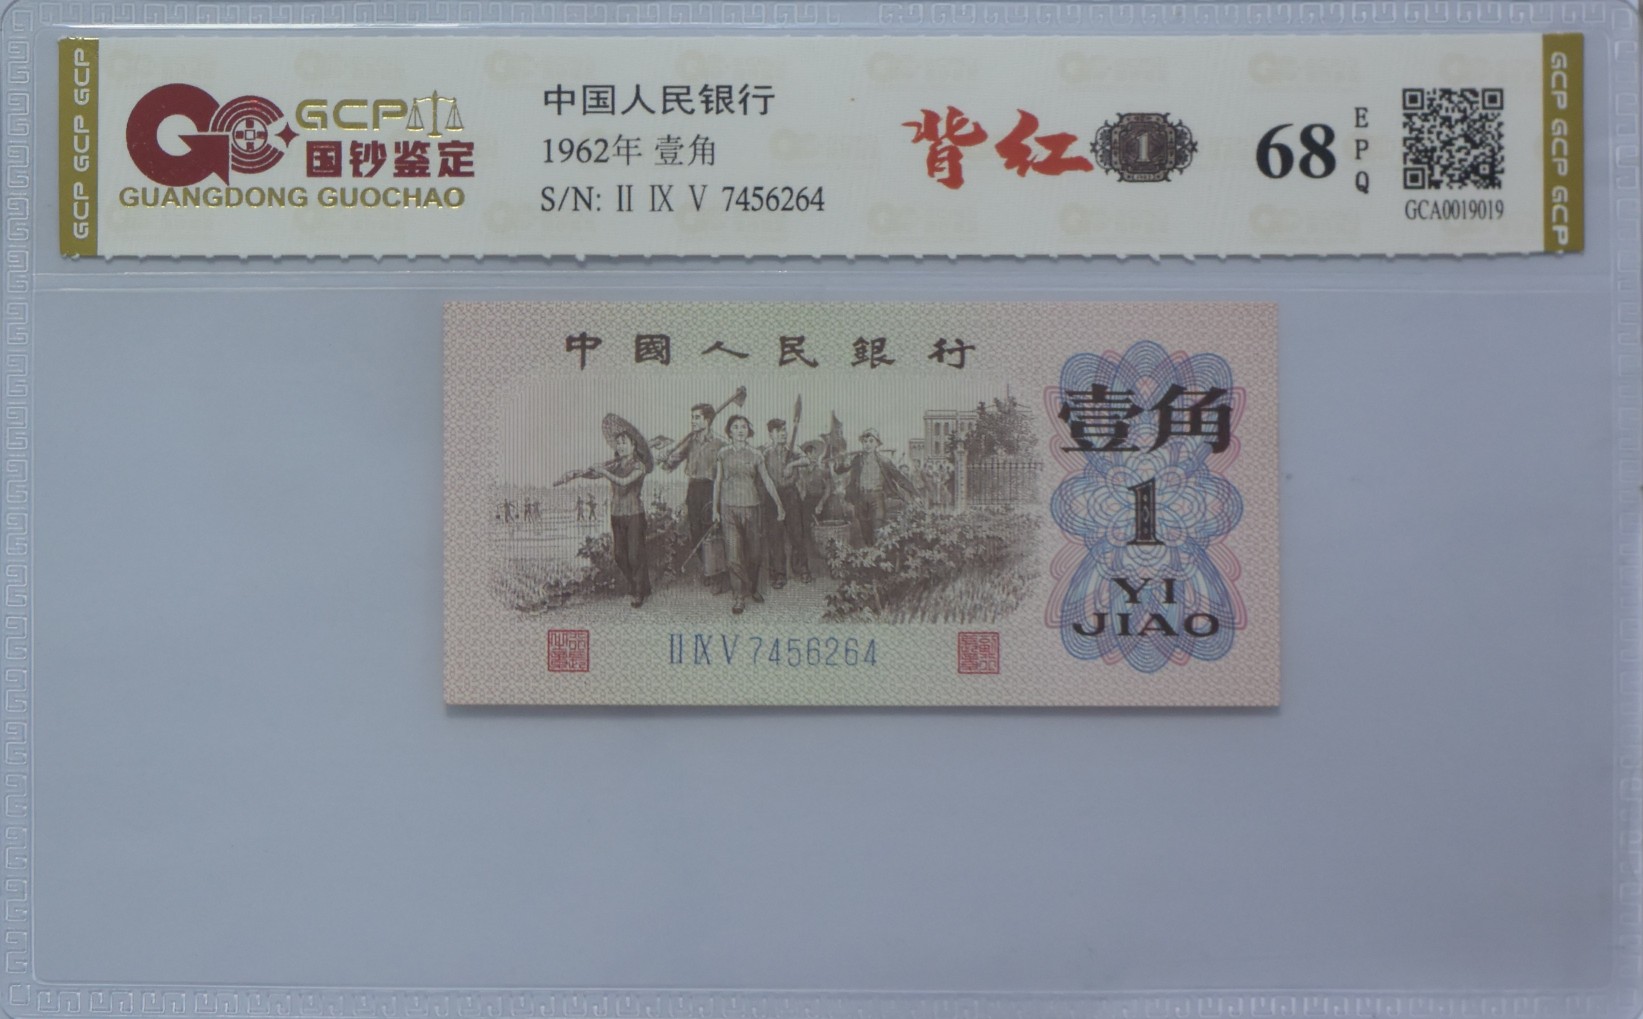 GCP GCP GCP
GCP
国钞鉴定
GUANGDONG GUOCHAO
中国人民银行
1962年 壹角
S/N: II IX V 7456264
背红
1
68
EPQ
GCA0019019
GCP GCP GCP
中國人民銀行
壹角
1
YI
JIAO
II IX V 7456264